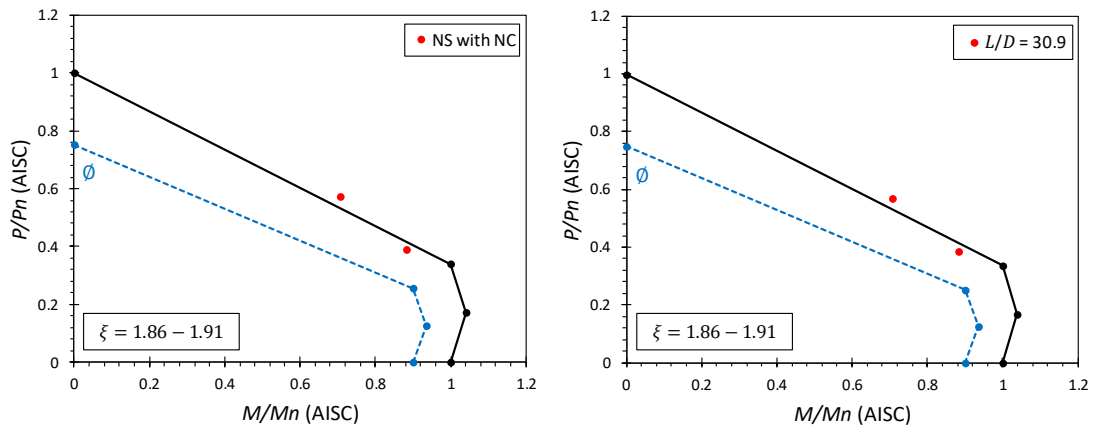 1.2
1
0.8
0.6
0.4
0.2
0
P/Pn (AISC)
NS with NC
Ø
ξ = 1.86 − 1.91
0 0.2 0.4 0.6 0.8 1 1.2
M/Mn (AISC)
1.2
1
0.8
0.6
0.4
0.2
0
P/Pn (AISC)
L/D = 30.9
Ø
ξ = 1.86 − 1.91
0 0.2 0.4 0.6 0.8 1 1.2
M/Mn (AISC)